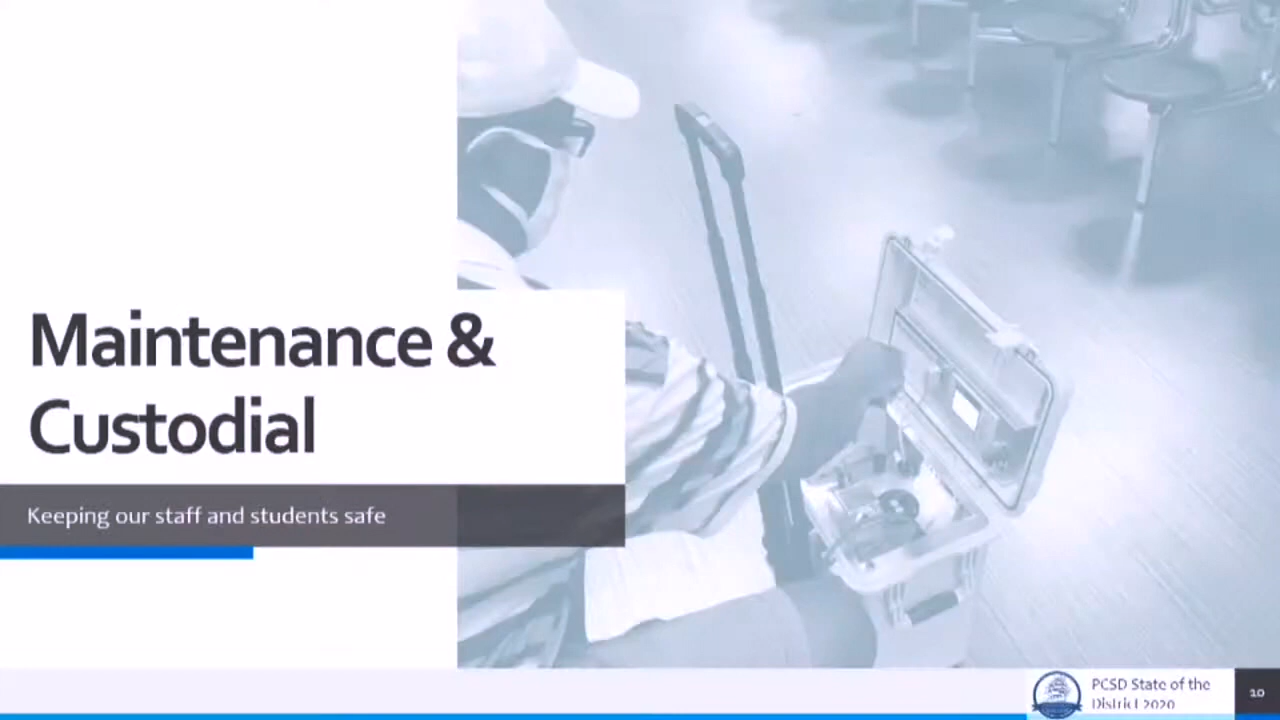 Maintenance &
Custodial
Keeping our staff and students safe
PCSD State of the
District 2020
10